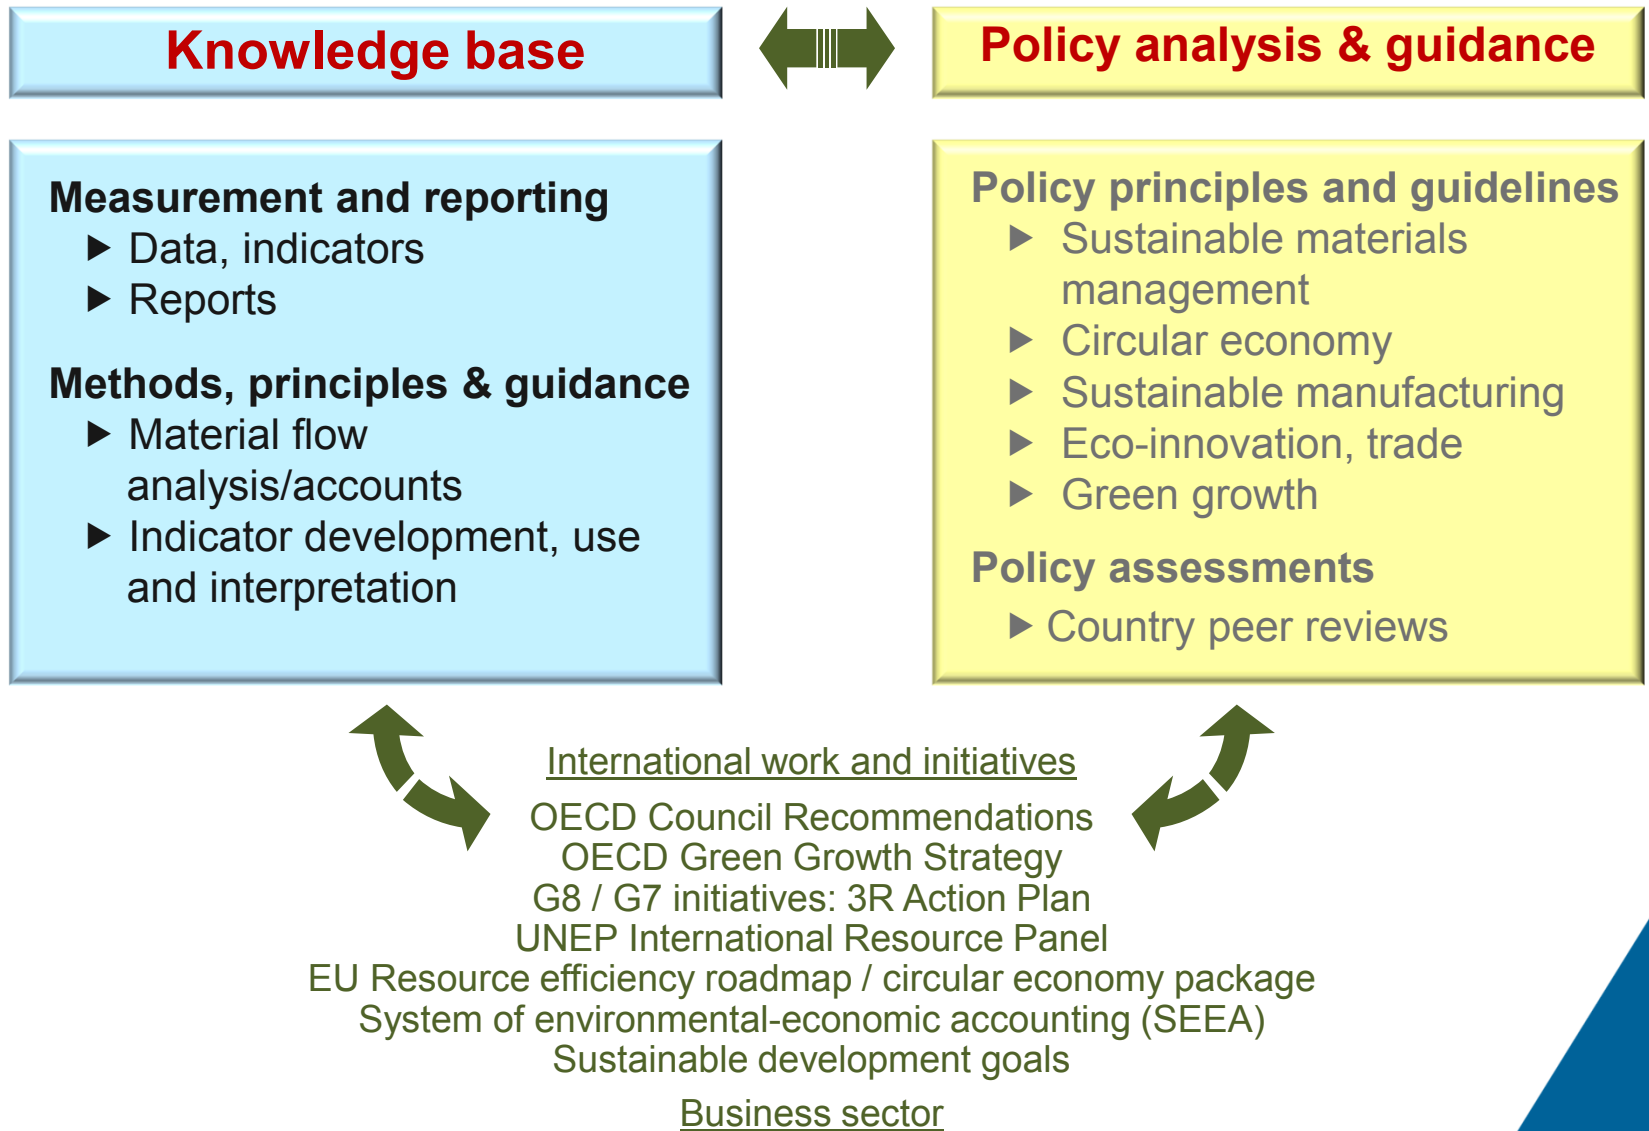 Knowledge base
Policy analysis & guidance
Measurement and reporting
▶ Data, indicators
▶ Reports
Methods, principles & guidance
▶ Material flow
analysis/accounts
▶ Indicator development, use
and interpretation
Policy principles and guidelines
▶ Sustainable materials
management
▶ Circular economy
▶ Sustainable manufacturing
▶ Eco-innovation, trade
▶ Green growth
Policy assessments
▶ Country peer reviews
International work and initiatives
OECD Council Recommendations
OECD Green Growth Strategy
G8 / G7 initiatives: 3R Action Plan
UNEP International Resource Panel
EU Resource efficiency roadmap / circular economy package
System of environmental-economic accounting (SEEA)
Sustainable development goals
Business sector